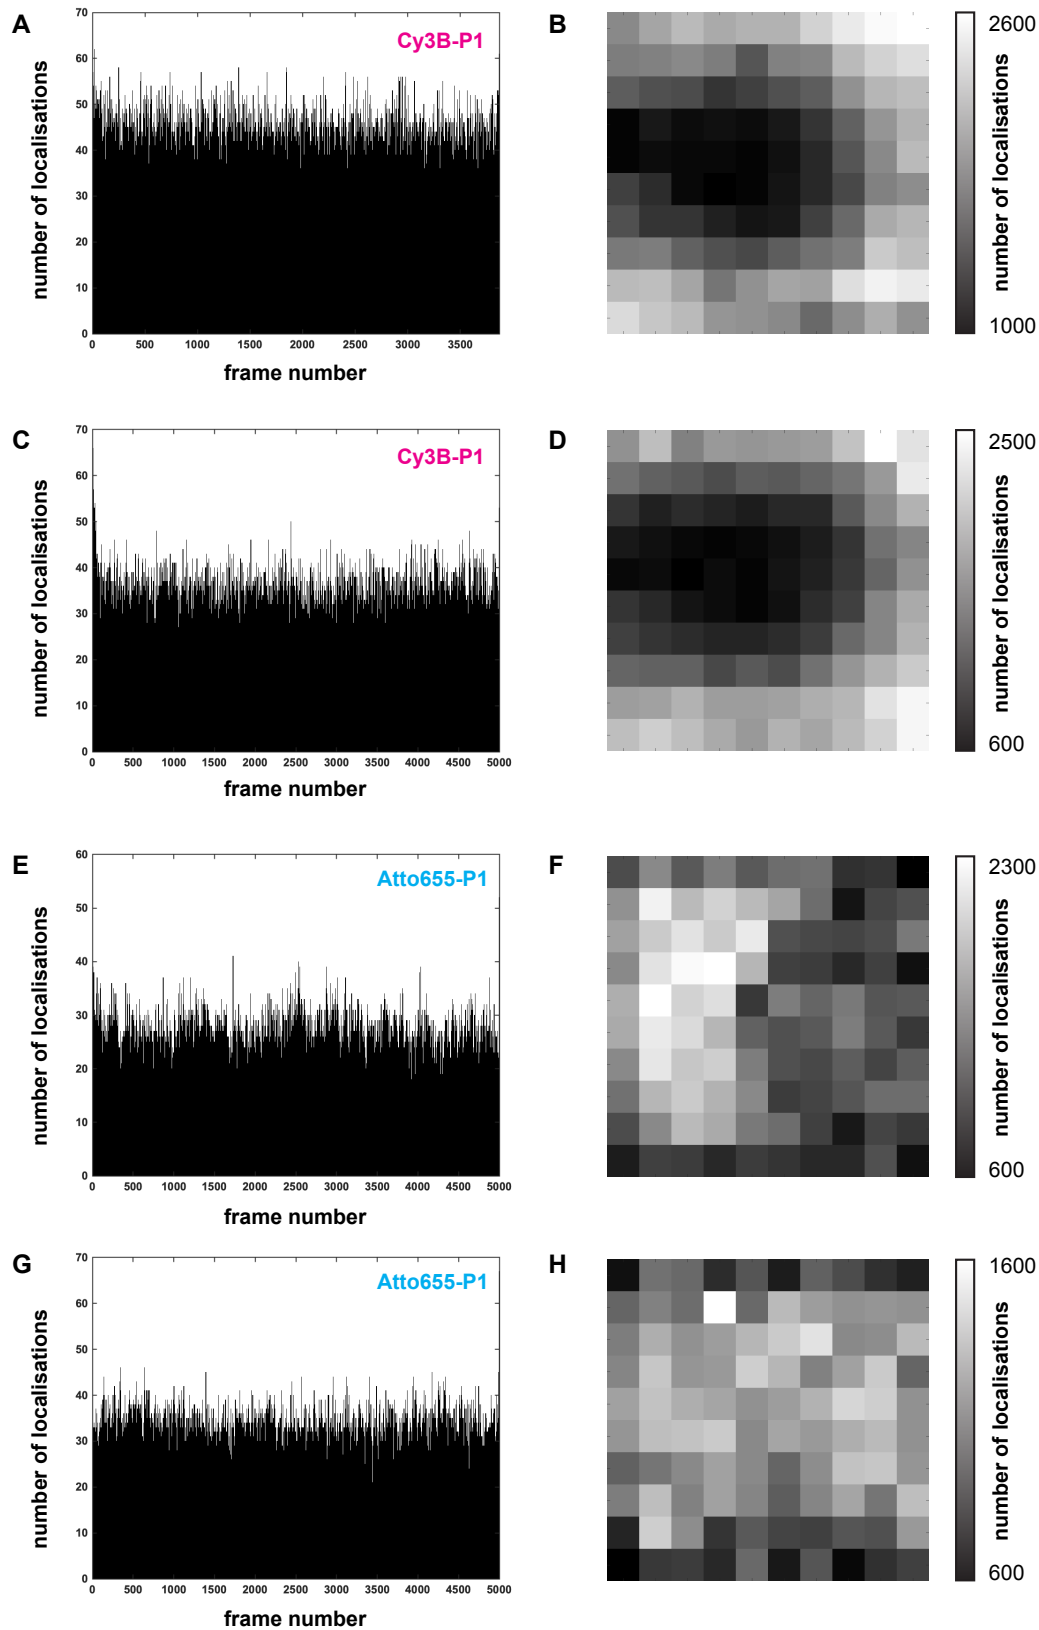 A
Cy3B-P1
number of localisations
70
60
50
40
30
20
10
0
0 500 1000 1500 2000 2500 3000 3500
frame number
B
2600
number of localisations
1000
C
Cy3B-P1
number of localisations
70
60
50
40
30
20
10
0
0 500 1000 1500 2000 2500 3000 3500 4000 4500 5000
frame number
D
2500
number of localisations
600
E
Atto655-P1
number of localisations
60
50
40
30
20
10
0
0 500 1000 1500 2000 2500 3000 3500 4000 4500 5000
frame number
F
2300
number of localisations
600
G
Atto655-P1
number of localisations
70
60
50
40
30
20
10
0
0 500 1000 1500 2000 2500 3000 3500 4000 4500 5000
frame number
H
1600
number of localisations
600